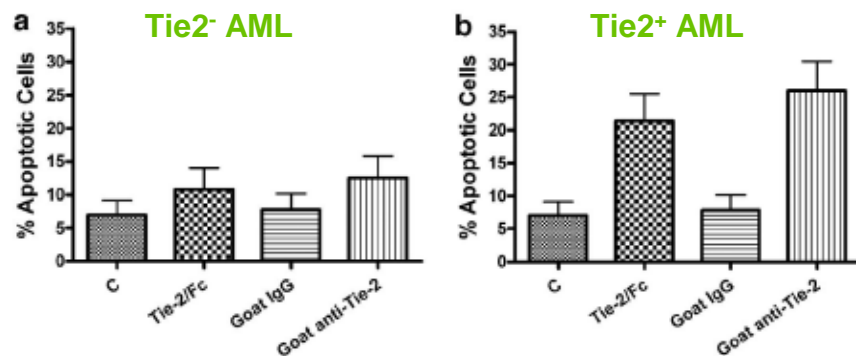 a
Tie2⁻ AML
% Apoptotic Cells
35
30
25
20
15
10
5
0
C
Tie-2/Fc
Goat IgG
Goat anti-Tie-2
b
Tie2⁺ AML
% Apoptotic Cells
35
30
25
20
15
10
5
0
C
Tie-2/Fc
Goat IgG
Goat anti-Tie-2